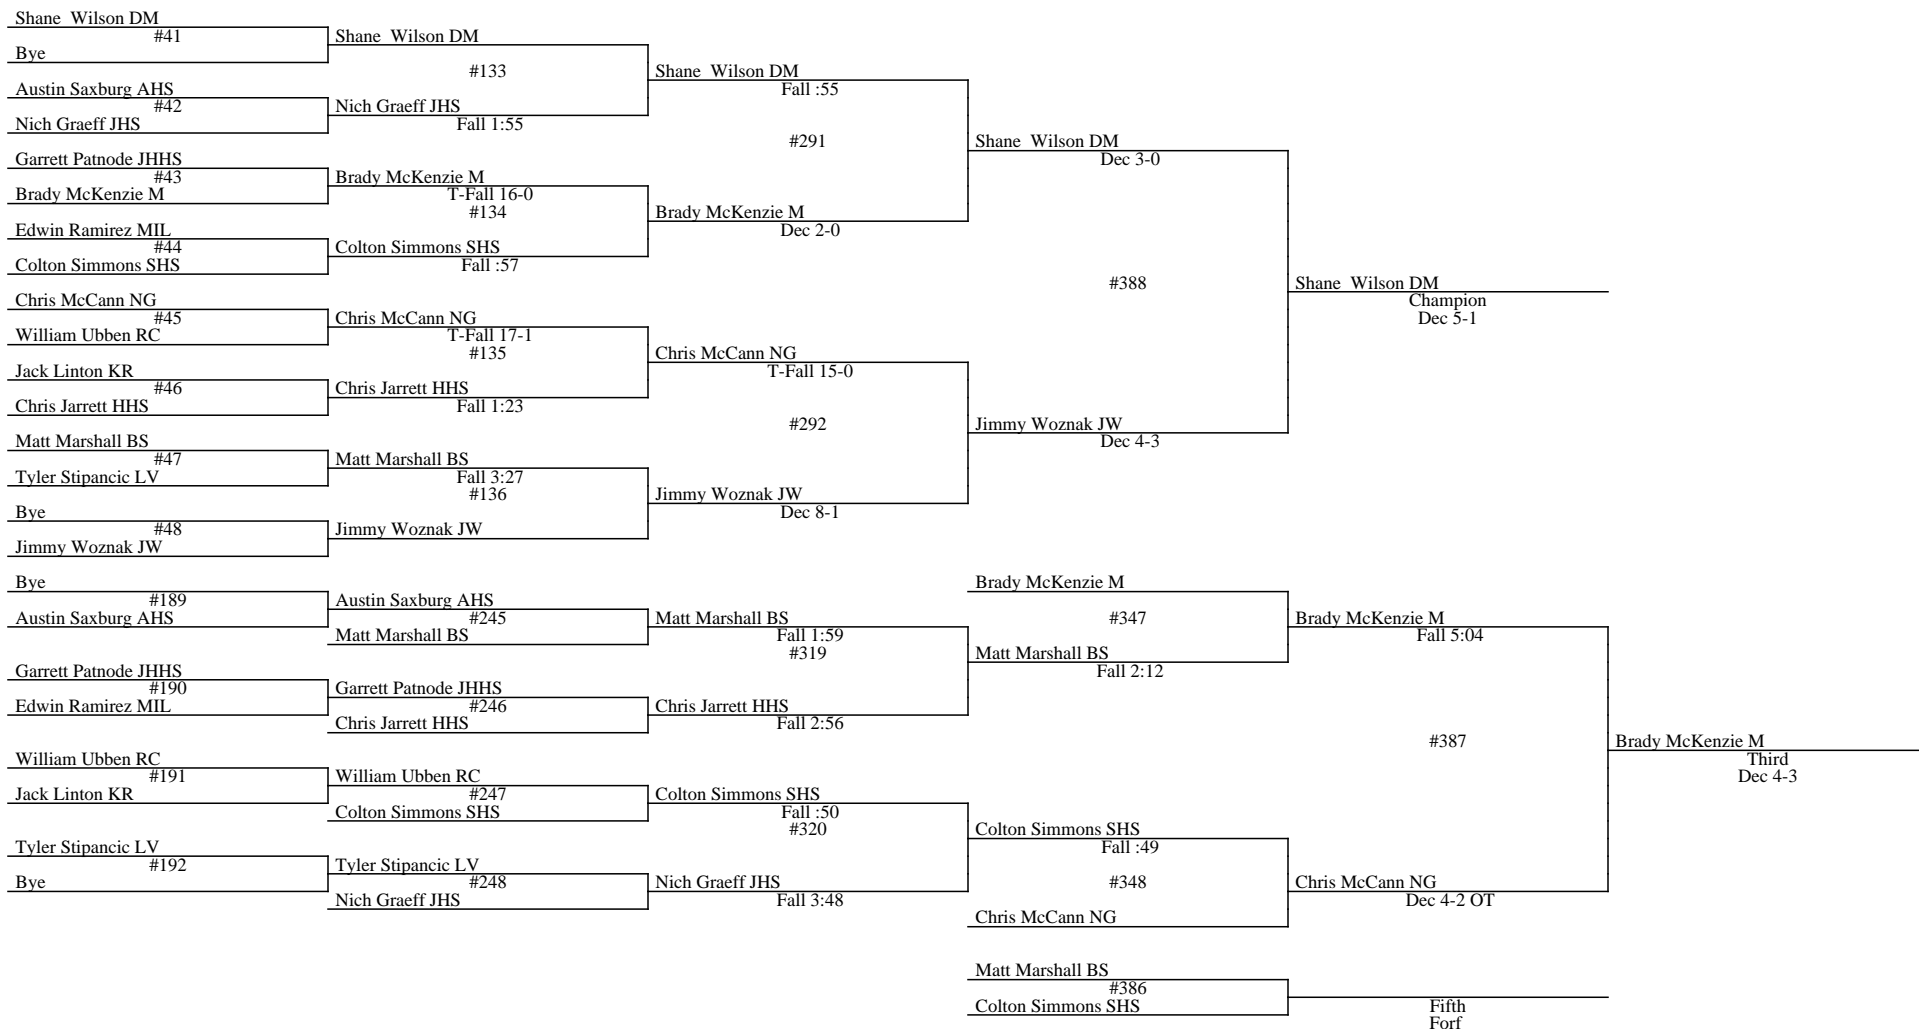 Shane  Wilson DM
#41
Bye
Austin Saxburg AHS
#42
Nich Graeff JHS
Garrett Patnode JHHS
#43
Brady McKenzie M
Edwin Ramirez MIL
#44
Colton Simmons SHS
Chris McCann NG
#45
William Ubben RC
Jack Linton KR
#46
Chris Jarrett HHS
Matt Marshall BS
#47
Tyler Stipancic LV
Bye
#48
Jimmy Woznak JW
Shane  Wilson DM
#133
Nich Graeff JHS
Fall 1:55
Brady McKenzie M
T-Fall 16-0
#134
Colton Simmons SHS
Fall :57
Chris McCann NG
T-Fall 17-1
#135
Chris Jarrett HHS
Fall 1:23
Matt Marshall BS
Fall 3:27
#136
Jimmy Woznak JW
Shane  Wilson DM
Fall :55
#291
Brady McKenzie M
Dec 2-0
Chris McCann NG
T-Fall 15-0
#292
Jimmy Woznak JW
Dec 8-1
Shane  Wilson DM
Dec 3-0
#388
Jimmy Woznak JW
Dec 4-3
Shane  Wilson DM
Champion
Dec 5-1
Bye
#189
Austin Saxburg AHS
Garrett Patnode JHHS
#190
Edwin Ramirez MIL
William Ubben RC
#191
Jack Linton KR
Tyler Stipancic LV
#192
Bye
Austin Saxburg AHS
#245
Matt Marshall BS
Garrett Patnode JHHS
#246
Chris Jarrett HHS
William Ubben RC
#247
Colton Simmons SHS
Tyler Stipancic LV
#248
Nich Graeff JHS
Matt Marshall BS
Fall 1:59
#319
Chris Jarrett HHS
Fall 2:56
Colton Simmons SHS
Fall :50
#320
Nich Graeff JHS
Fall 3:48
Brady McKenzie M
#347
Matt Marshall BS
Fall 2:12
Colton Simmons SHS
Fall :49
#348
Chris McCann NG
Brady McKenzie M
Fall 5:04
#387
Chris McCann NG
Dec 4-2 OT
Brady McKenzie M
Third
Dec 4-3
Matt Marshall BS
#386
Colton Simmons SHS
Fifth
Forf